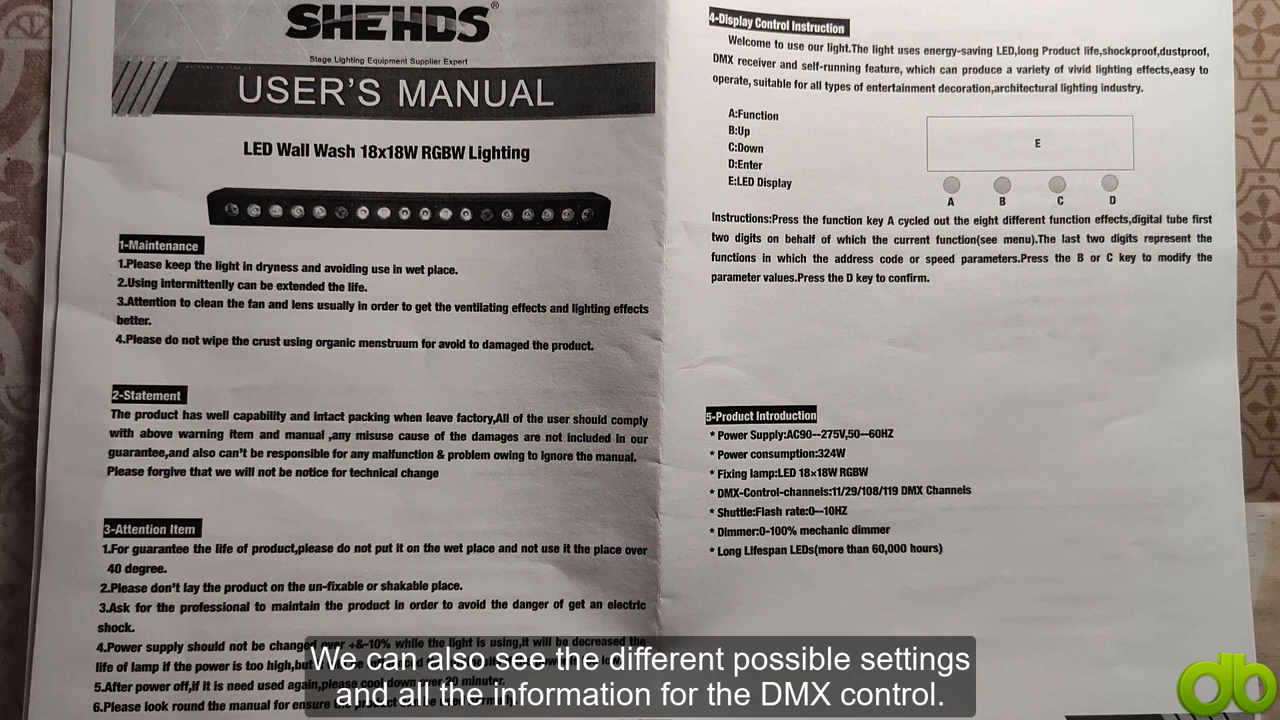 SHEHDS®
Stage Lighting Equipment Supplier Expert
USER'S MANUAL
LED Wall Wash 18x18W RGBW Lighting
1-Maintenance
1.Please keep the light in dryness and avoiding use in wet place.
2.Using intermittenlly can be extended the life.
3.Attention to clean the fan and lens usually in order to get the ventilating effects and lighting effects
better.
4.Please do not wipe the crust using organic menstruum for avoid to damaged the product.
2-Statement
The product has well capability and intact packing when leave factory,All of the user should comply
with above warning item and manual ,any misuse cause of the damages are not included in our
guarantee,and also can't be responsible for any malfunction & problem owing to ignore the manual.
Please forgive that we will not be notice for technical change
3-Attention Item
1.For guarantee the life of product,please do not put it on the wet place and not use it the place over
40 degree.
2.Please don't lay the product on the un-fixable or shakable place.
3.Ask for the professional to maintain the product in order to avoid the danger of get an electric
shock.
4.Power supply should not be changed over +&-10% while the light is using,it will be decreased the
life of lamp if the power is too high,but
5.After power off,if it is need used again,please cool down over 20 minuter.
6.Please look round the manual for ensure
4-Display Control Instruction
Welcome to use our light.The light uses energy-saving LED,long Product life,shockproof,dustproof,
DMX receiver and self-running feature, which can produce a variety of vivid lighting effects,easy to
operate, suitable for all types of entertainment decoration,architectural lighting industry.
A:Function
B:Up
C:Down
D:Enter
E:LED Display
E
A B C D
Instructions:Press the function key A cycled out the eight different function effects,digital tube first
two digits on behalf of which the current function(see menu).The last two digits represent the
functions in which the address code or speed parameters.Press the B or C key to modify the
parameter values.Press the D key to confirm.
5-Product Introduction
* Power Supply:AC90--275V,50--60HZ
* Power consumption:324W
* Fixing lamp:LED 18×18W RGBW
* DMX-Control-channels:11/29/108/119 DMX Channels
* Shuttle:Flash rate:0--10HZ
* Dimmer:0-100% mechanic dimmer
* Long Lifespan LEDs(more than 60,000 hours)
We can also see the different possible settings
and all the information for the DMX control.
db